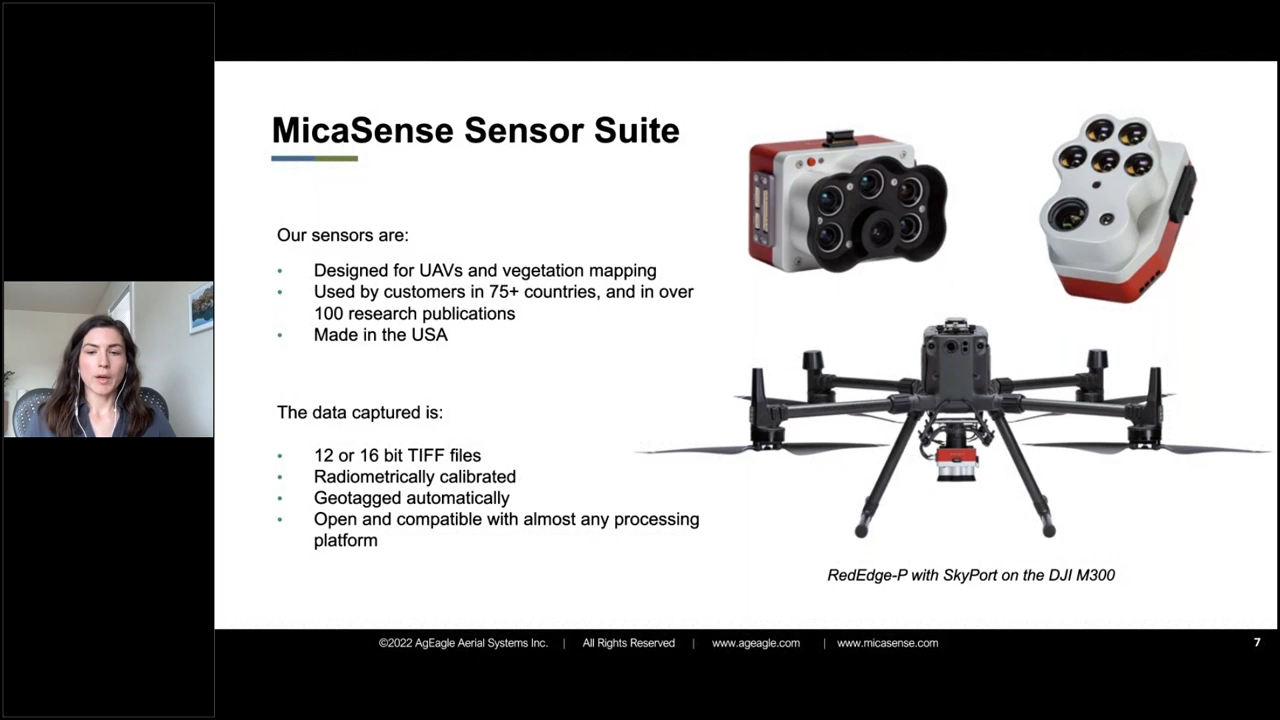 MicaSense Sensor Suite
Our sensors are:
• Designed for UAVs and vegetation mapping
• Used by customers in 75+ countries, and in over
100 research publications
• Made in the USA
The data captured is:
• 12 or 16 bit TIFF files
• Radiometrically calibrated
• Geotagged automatically
• Open and compatible with almost any processing
platform
RedEdge-P with SkyPort on the DJI M300
©2022 AgEagle Aerial Systems Inc. | All Rights Reserved | www.ageagle.com | www.micasense.com 7